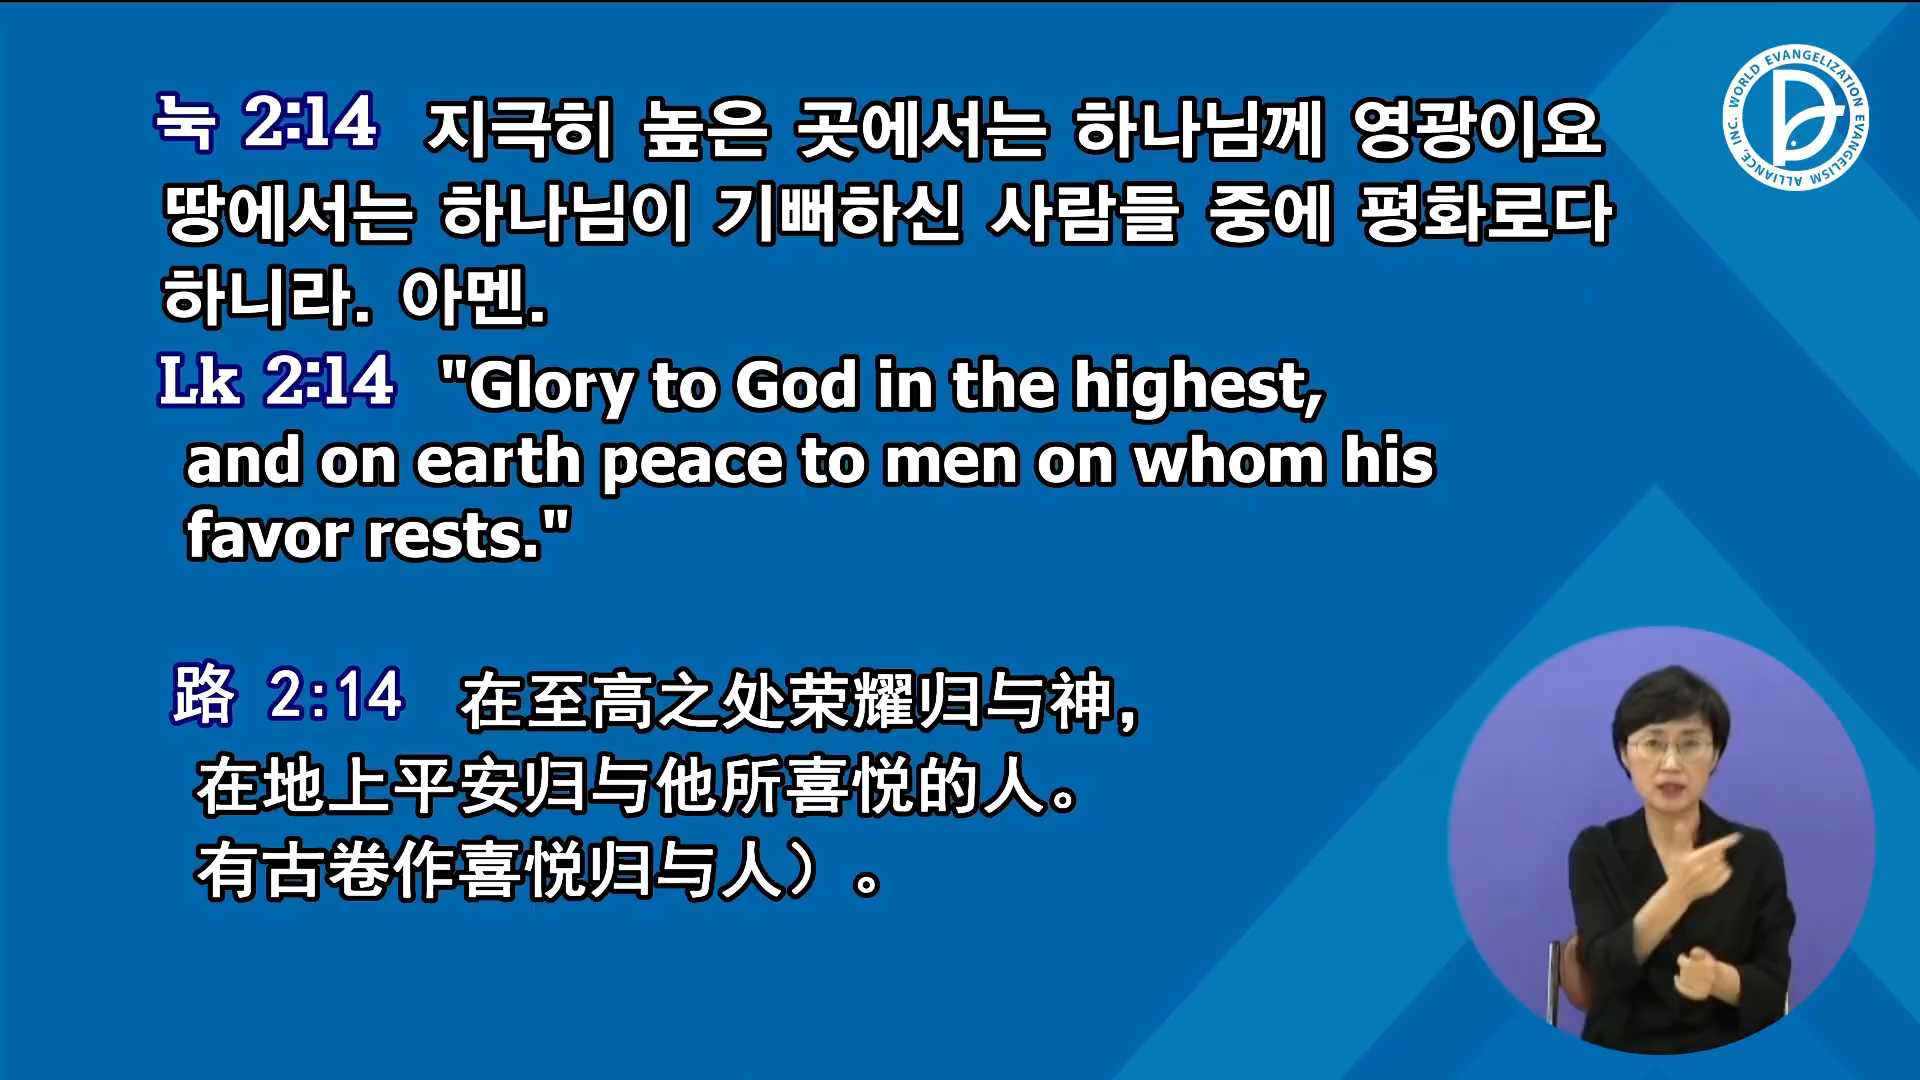 눅 2:14 지극히 높은 곳에서는 하나님께 영광이요
땅에서는 하나님이 기뻐하신 사람들 중에 평화로다
하니라. 아멘.
Lk 2:14 "Glory to God in the highest,
and on earth peace to men on whom his
favor rests."
路 2:14 在至高之处荣耀归与神，
在地上平安归与他所喜悦的人。
有古卷作喜悦归与人）。
WORLD EVANGELIZATION EVANGELISM ALLIANCE, INC.